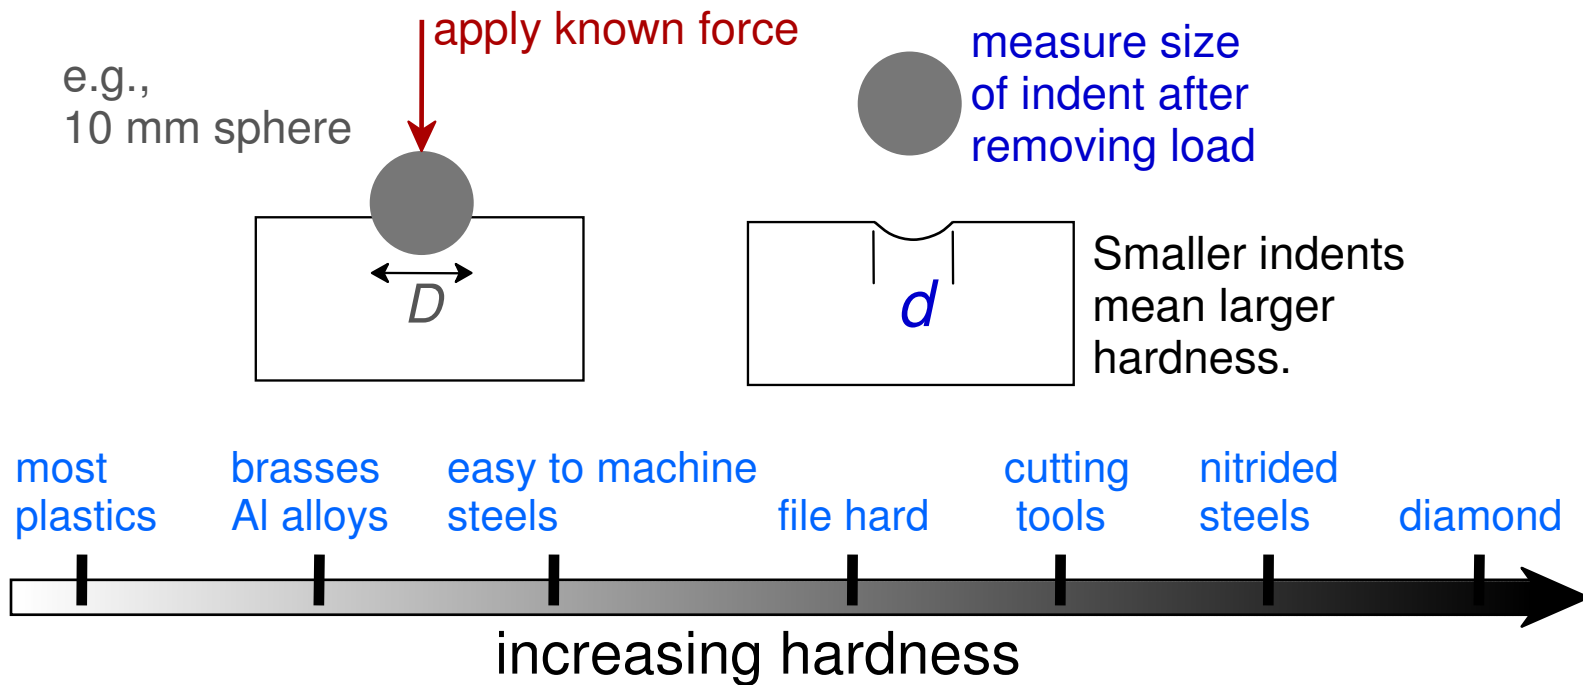 apply known force
e.g.,
10 mm sphere
measure size
of indent after
removing load
D
d
Smaller indents
mean larger
hardness.
most
plastics
brasses
Al alloys
easy to machine
steels
file hard
cutting
tools
nitrided
steels
diamond
increasing hardness